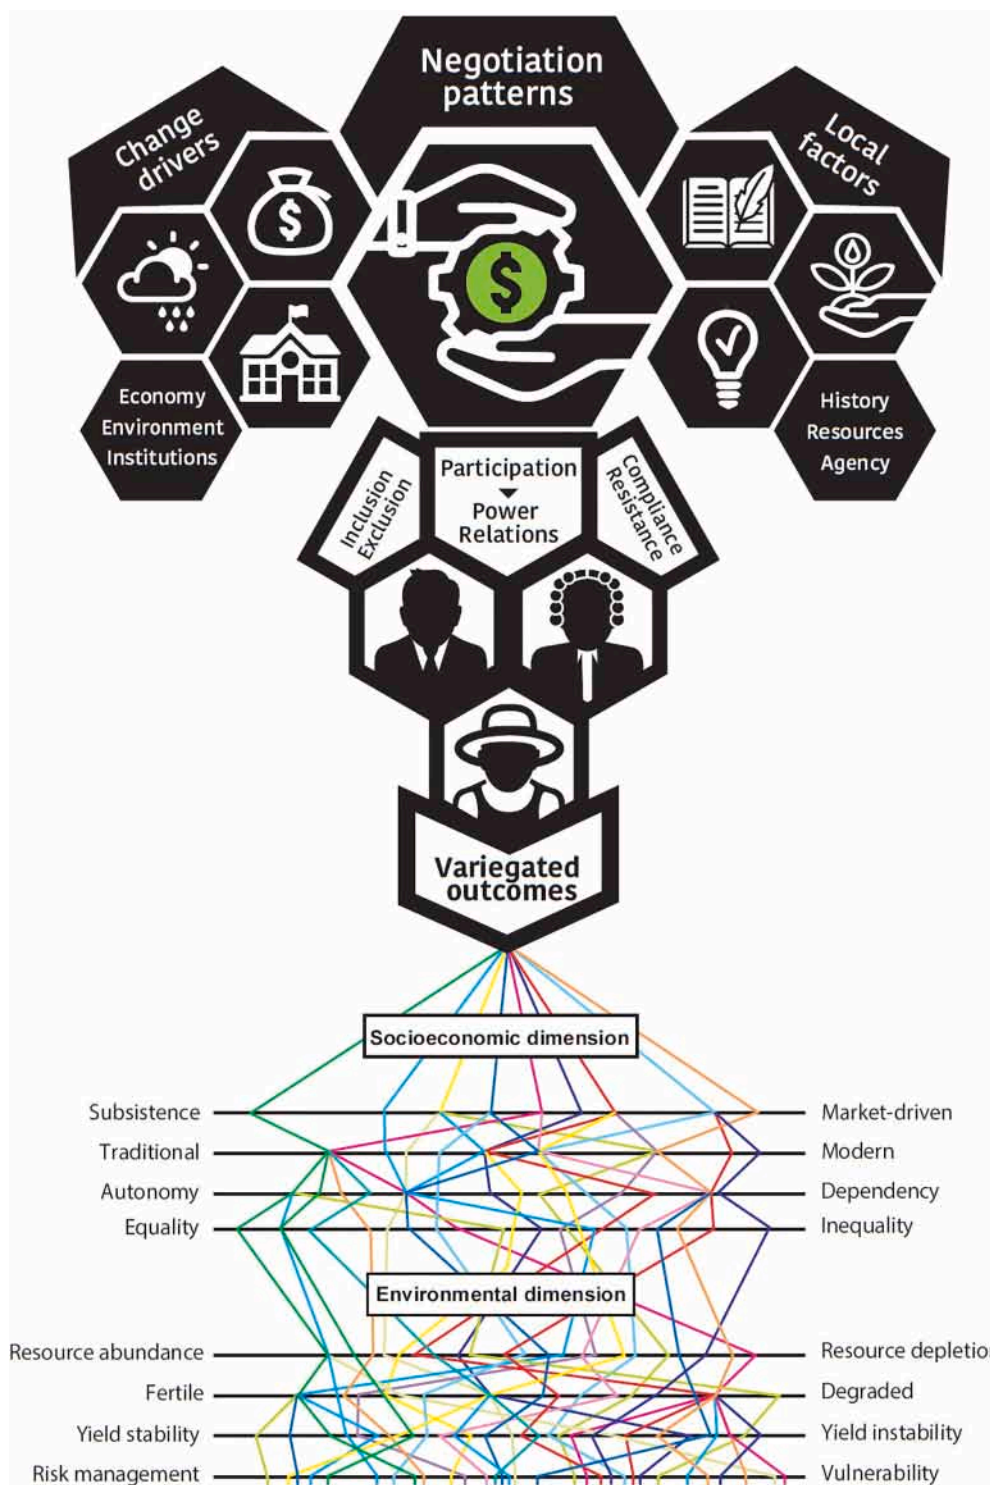 Negotiation
patterns
Change
drivers
Local
factors
$
$
Economy
Environment
Institutions
History
Resources
Agency
Inclusion
Exclusion
Participation
Power
Relations
Compliance
Resistance
Variegated
outcomes
Socioeconomic dimension
Subsistence
Market-driven
Traditional
Modern
Autonomy
Dependency
Equality
Inequality
Environmental dimension
Resource abundance
Resource depletio
Fertile
Degraded
Yield stability
Yield instability
Risk management
Vulnerability